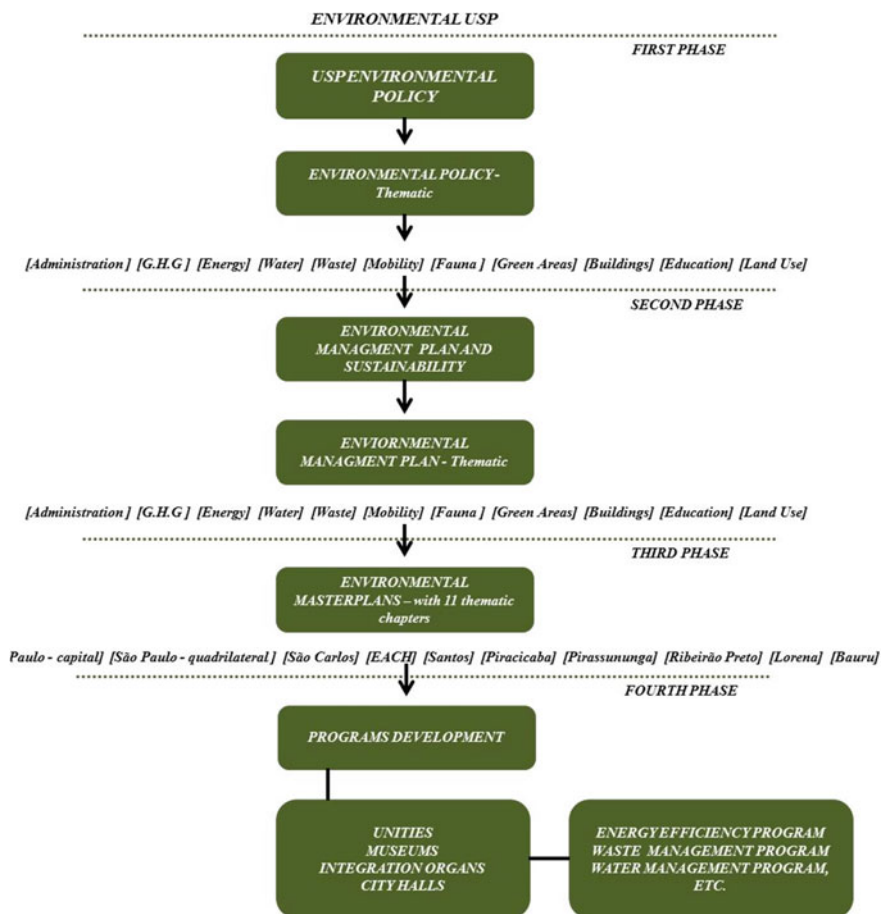 ENVIRONMENTAL USP
FIRST PHASE
USP ENVIRONMENTAL
POLICY
ENVIRONMENTAL POLICY -
Thematic
[Administration ] [G.H.G ] [Energy] [Water] [Waste] [Mobility] [Fauna ] [Green Areas] [Buildings] [Education] [Land Use]
SECOND PHASE
ENVIRONMENTAL
MANAGMENT PLAN AND
SUSTAINABILITY
ENVIORNMENTAL
MANAGMENT PLAN - Thematic
[Administration ] [G.H.G ] [Energy] [Water] [Waste] [Mobility] [Fauna ] [Green Areas] [Buildings] [Education] [Land Use]
THIRD PHASE
ENVIRONMENTAL
MASTERPLANS – with 11 thematic
chapters
Paulo - capital] [São Paulo - quadrilateral ] [São Carlos] [EACH] [Santos] [Piracicaba] [Pirassununga] [Ribeirão Preto] [Lorena] [Bauru]
FOURTH PHASE
PROGRAMS DEVELOPMENT
UNITIES
MUSEUMS
INTEGRATION ORGANS
CITY HALLS
ENERGY EFFICIENCY PROGRAM
WASTE MANAGEMENT PROGRAM
WATER MANAGEMENT PROGRAM,
ETC.